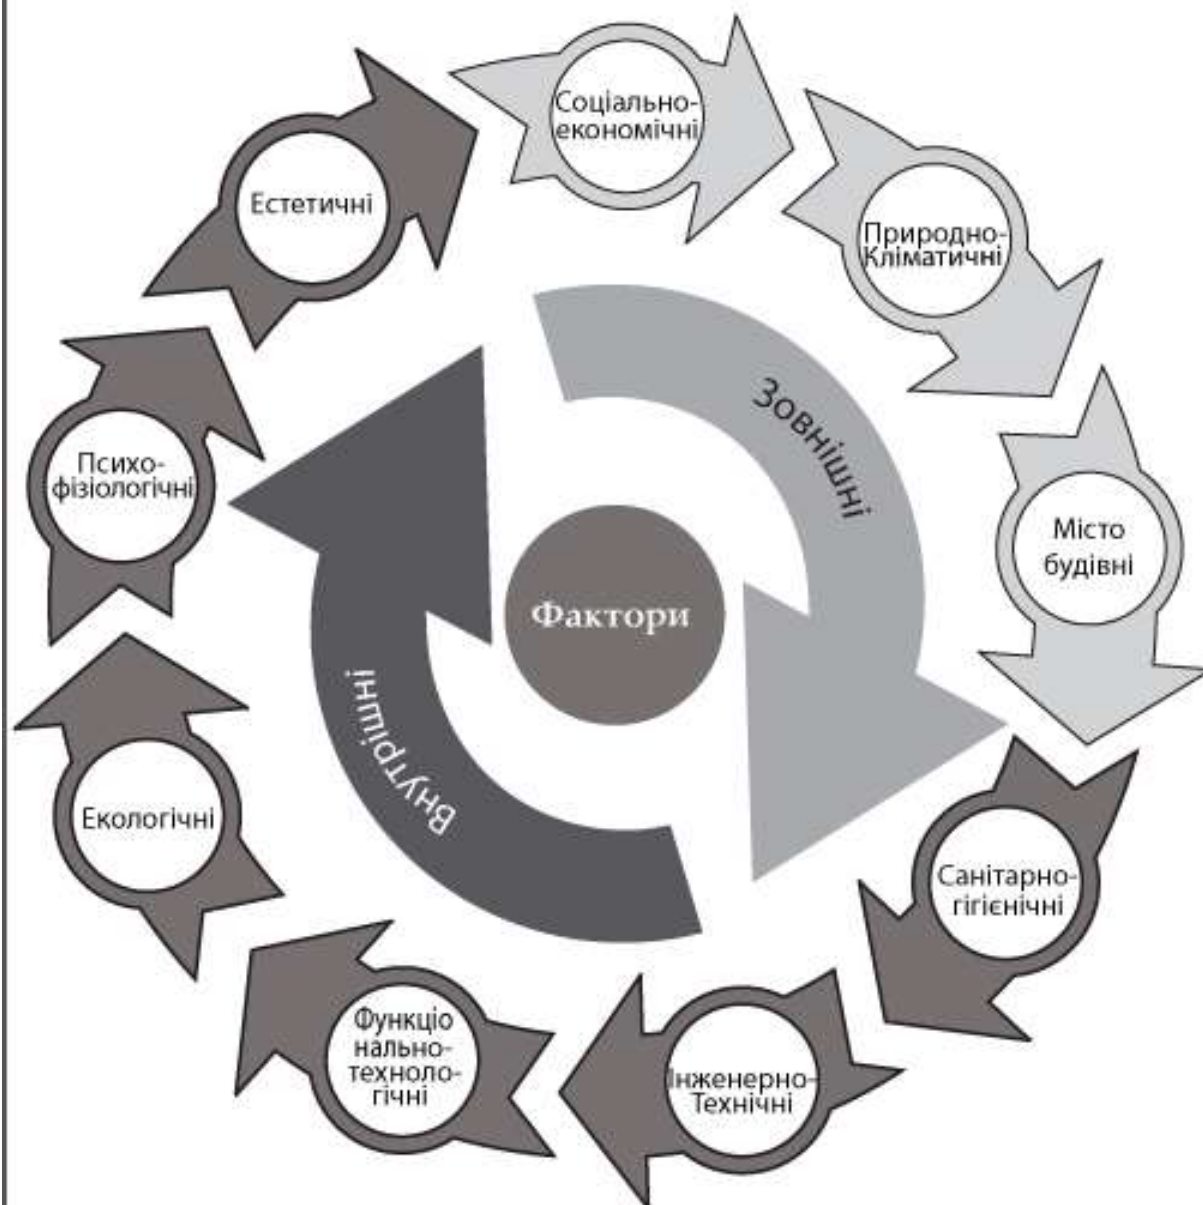 Соціально-
економічні
Природно-
Кліматичні
Місто
будівні
Санітарно-
гігієнічні
Інженерно-
Технічні
Функціо
нально-
техноло-
гічні
Екологічні
Психо-
фізіологічні
Естетичні
Зовнішні
Внутрішні
Фактори